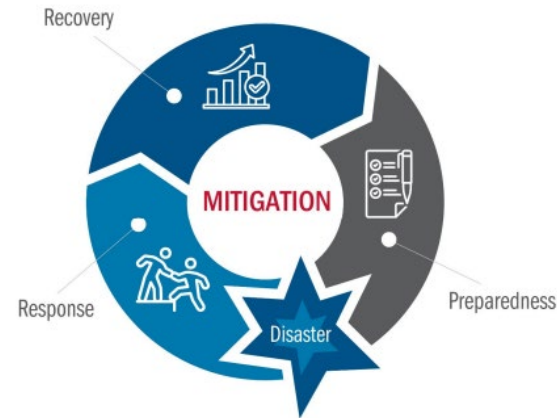 Recovery
MITIGATION
Response
Preparedness
Disaster